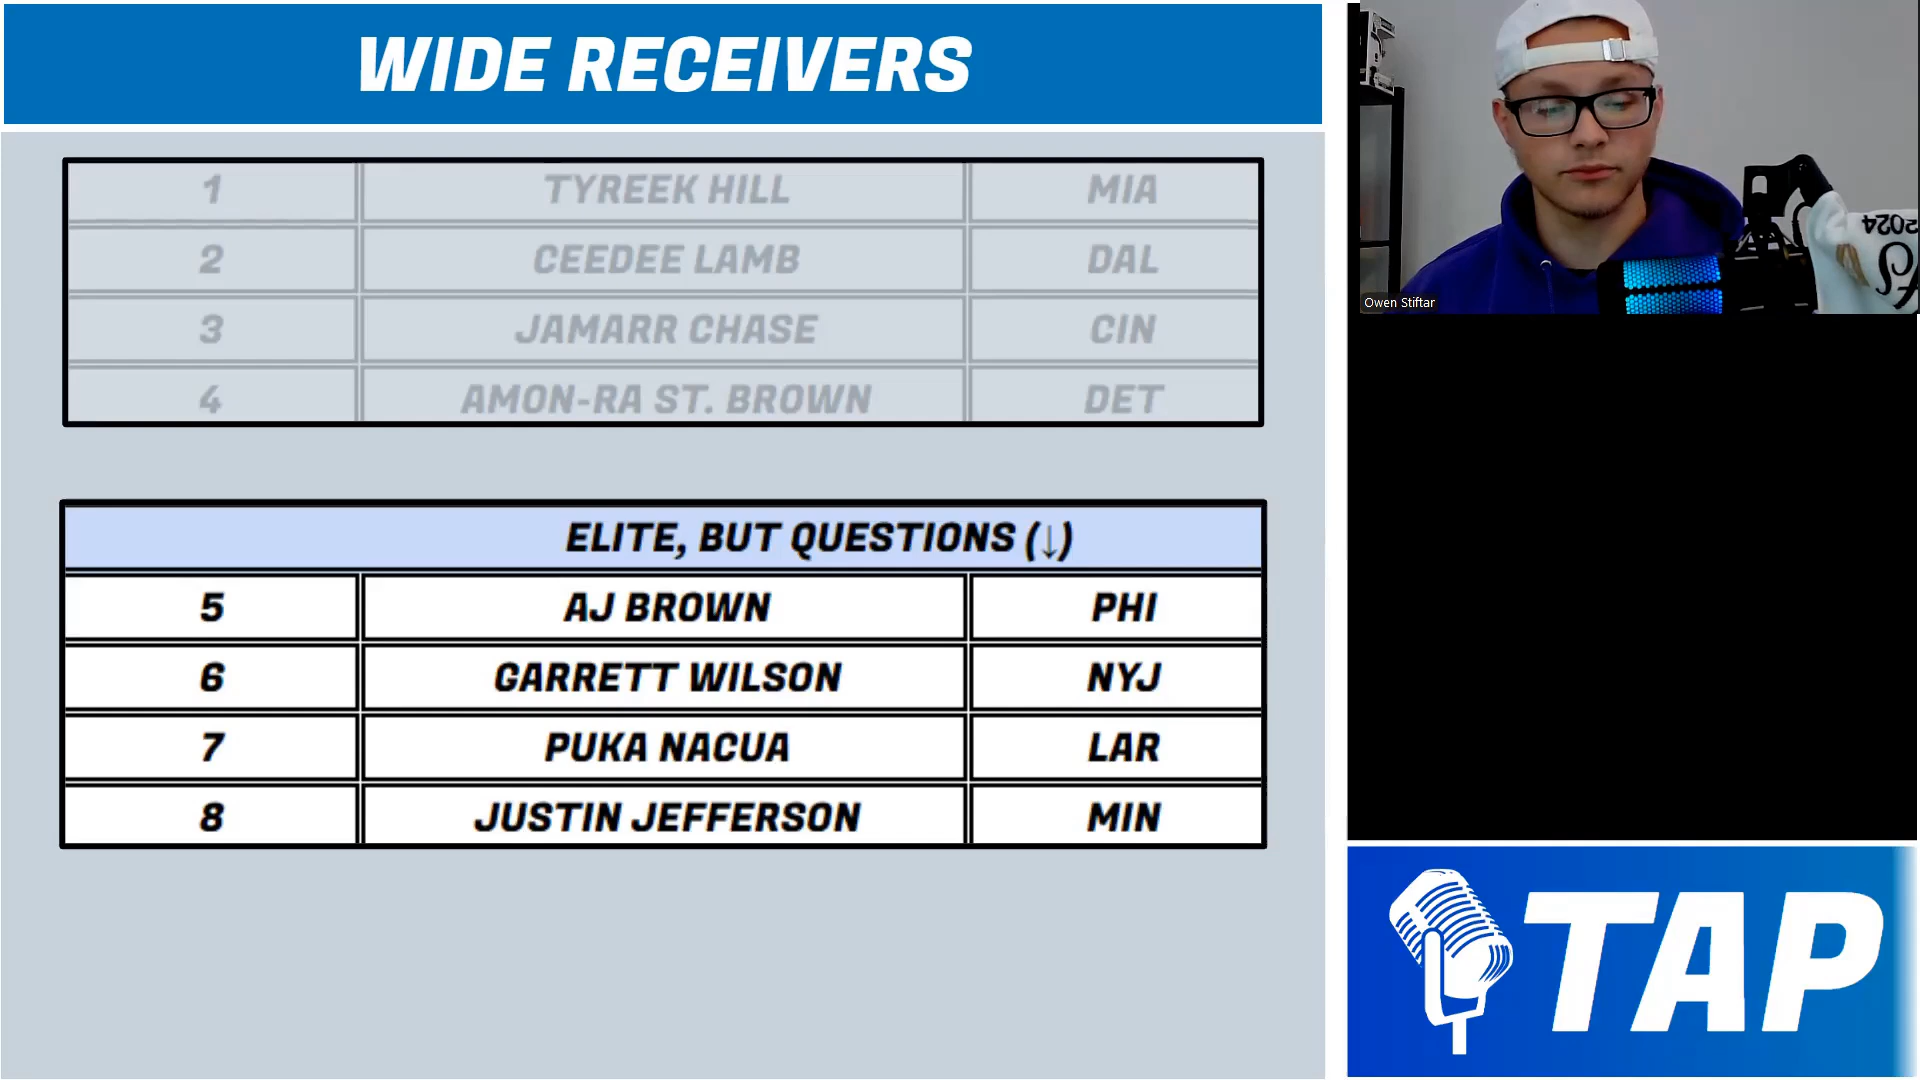 WIDE RECEIVERS
1 TYREEK HILL MIA
2 CEEDEE LAMB DAL
3 JAMARR CHASE CIN
4 AMON-RA ST. BROWN DET
ELITE, BUT QUESTIONS (↓)
5 AJ BROWN PHI
6 GARRETT WILSON NYJ
7 PUKA NACUA LAR
8 JUSTIN JEFFERSON MIN
2024
Owen Stiftar
TAP